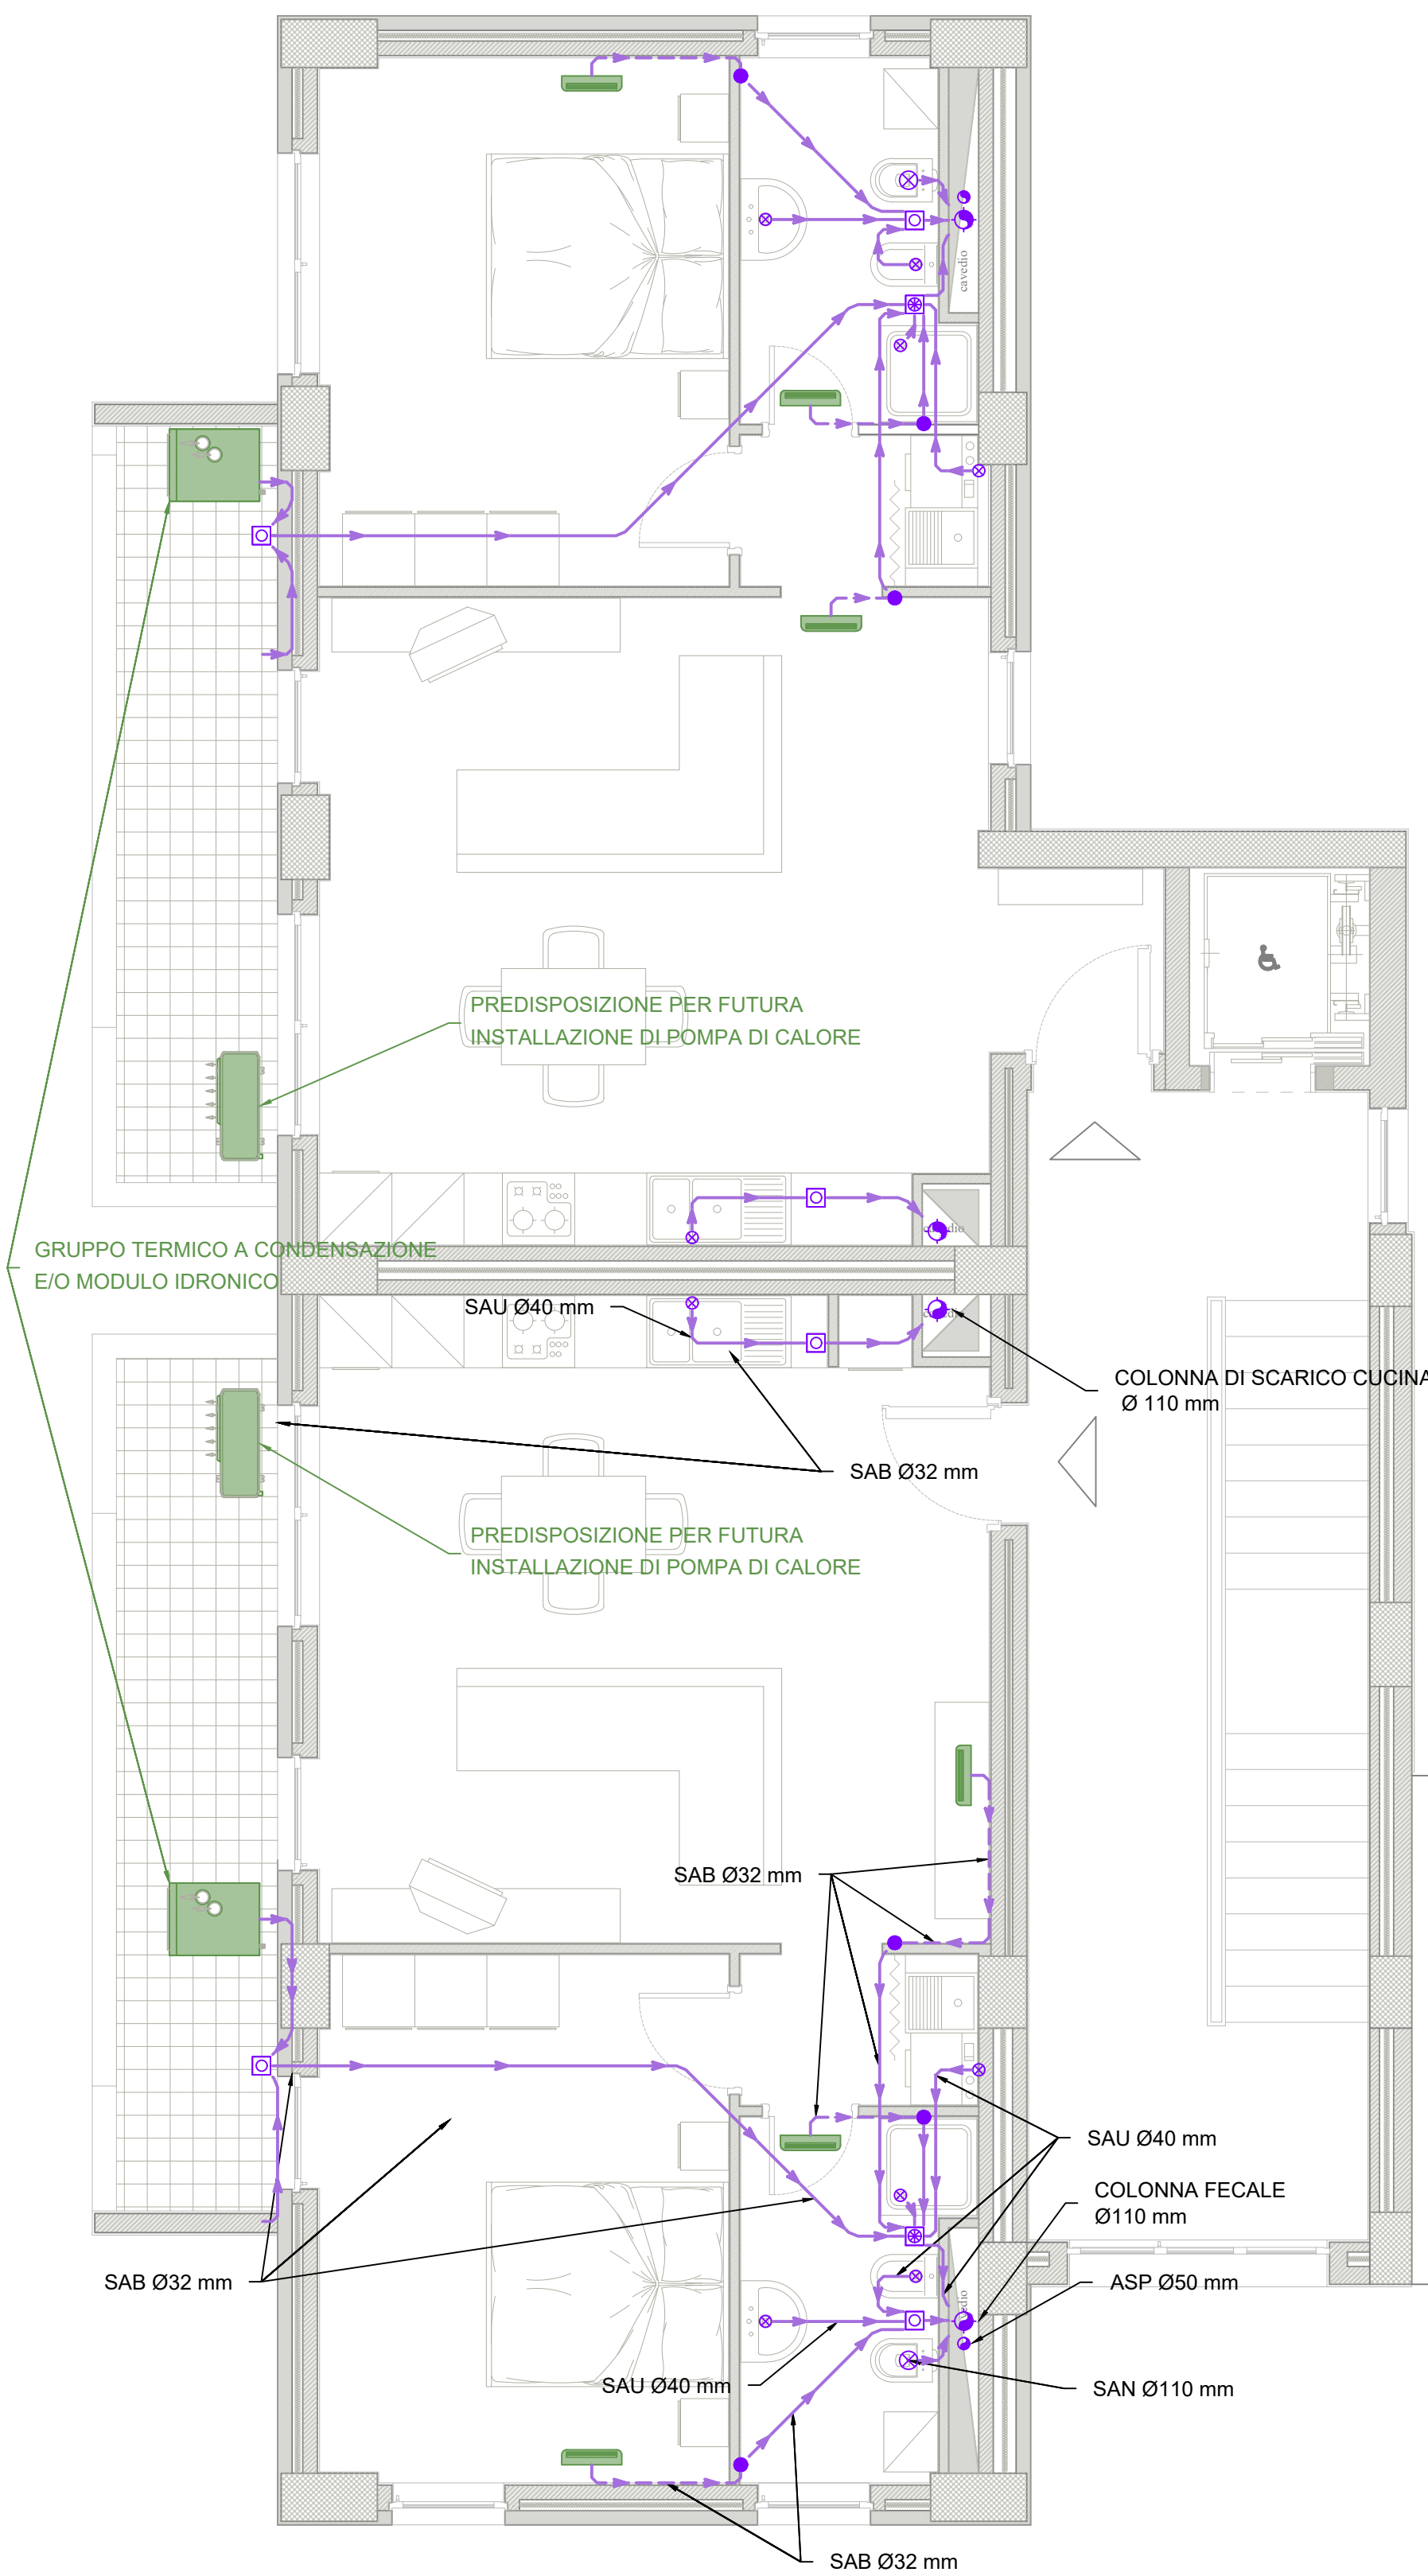 cavedio
PREDISPOSIZIONE PER FUTURA
INSTALLAZIONE DI POMPA DI CALORE
cavedio
GRUPPO TERMICO A CONDENSAZIONE
E/O MODULO IDRONICO
SAU Ø40 mm
COLONNA DI SCARICO CUCINA
Ø 110 mm
SAB Ø32 mm
PREDISPOSIZIONE PER FUTURA
INSTALLAZIONE DI POMPA DI CALORE
SAB Ø32 mm
SAU Ø40 mm
COLONNA FECALE
Ø110 mm
SAB Ø32 mm
ASP Ø50 mm
SAU Ø40 mm
SAN Ø110 mm
SAB Ø32 mm